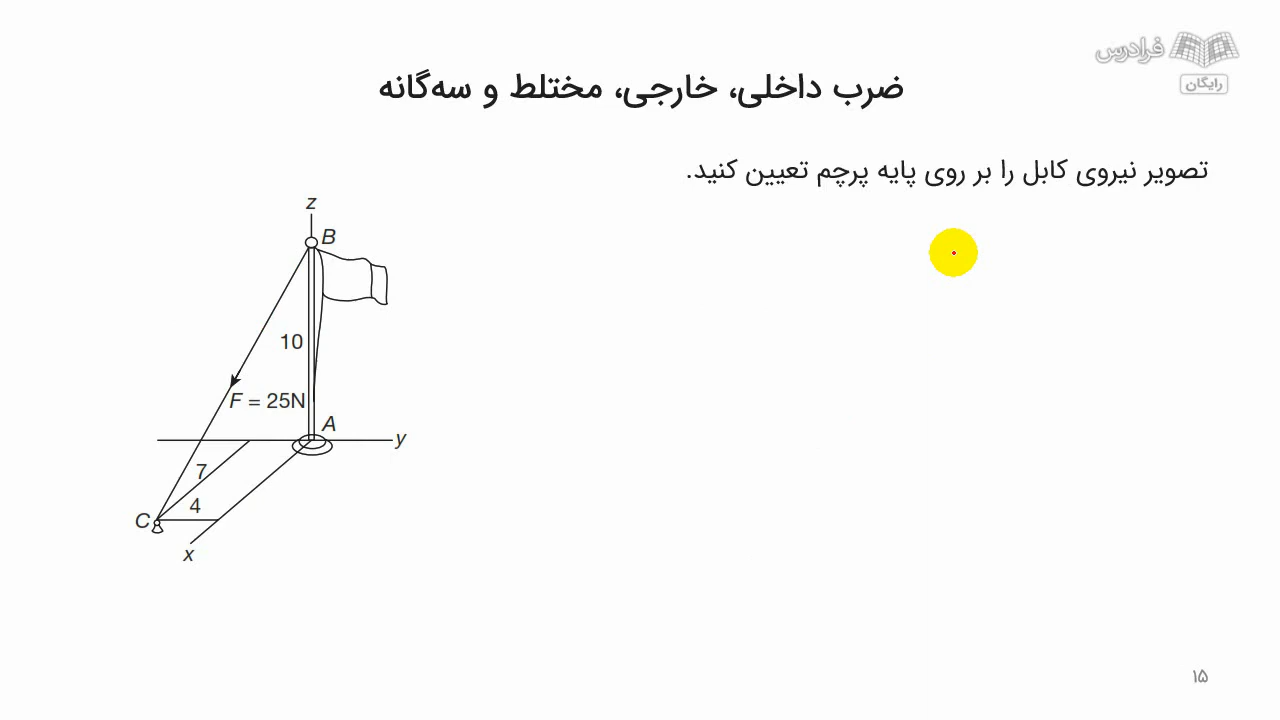 فرادرس
رایگان
ضرب داخلی، خارجی، مختلط و سه‌گانه
تصویر نیروی کابل را بر روی پایه پرچم تعیین کنید.
z
B
10
F = 25N
A
y
7
4
C
x
۱۵